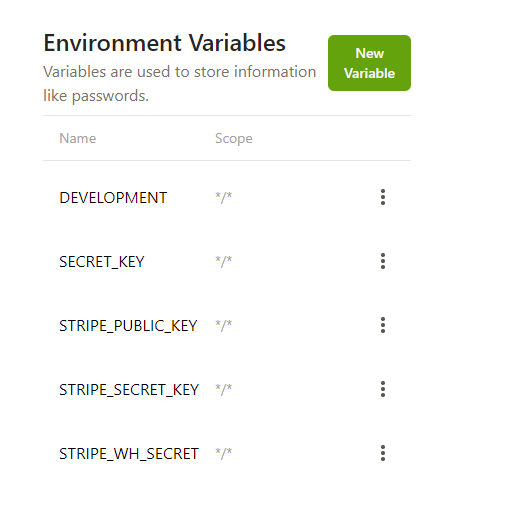 Environment Variables
New
Variable
Variables are used to store information
like passwords.
Name Scope
DEVELOPMENT */*
SECRET_KEY */*
STRIPE_PUBLIC_KEY */*
STRIPE_SECRET_KEY */*
STRIPE_WH_SECRET */*